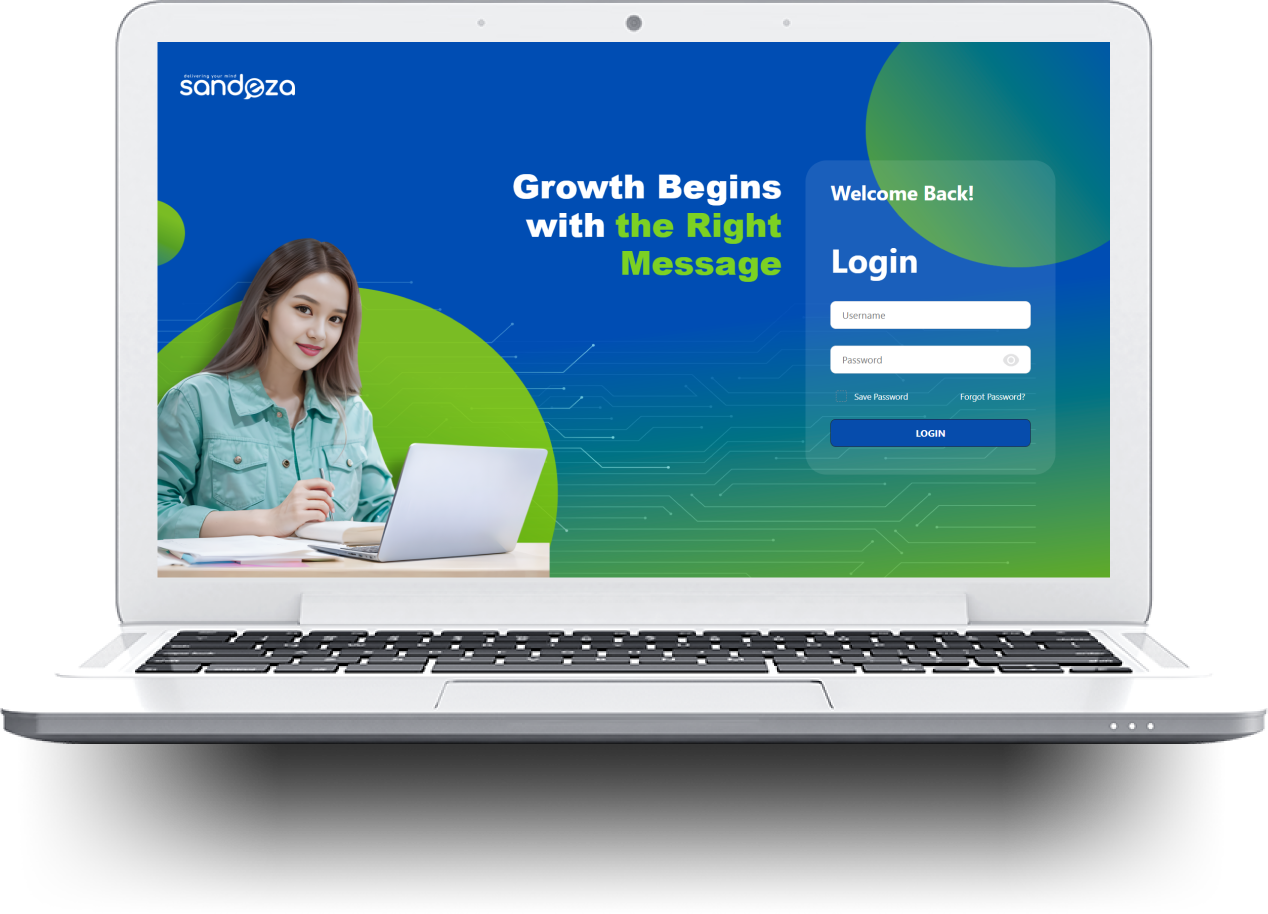 delivering your mind
sandeza
Growth Begins
with the Right
Message
Welcome Back!
Login
Username
Password
Save Password
Forgot Password?
LOGIN